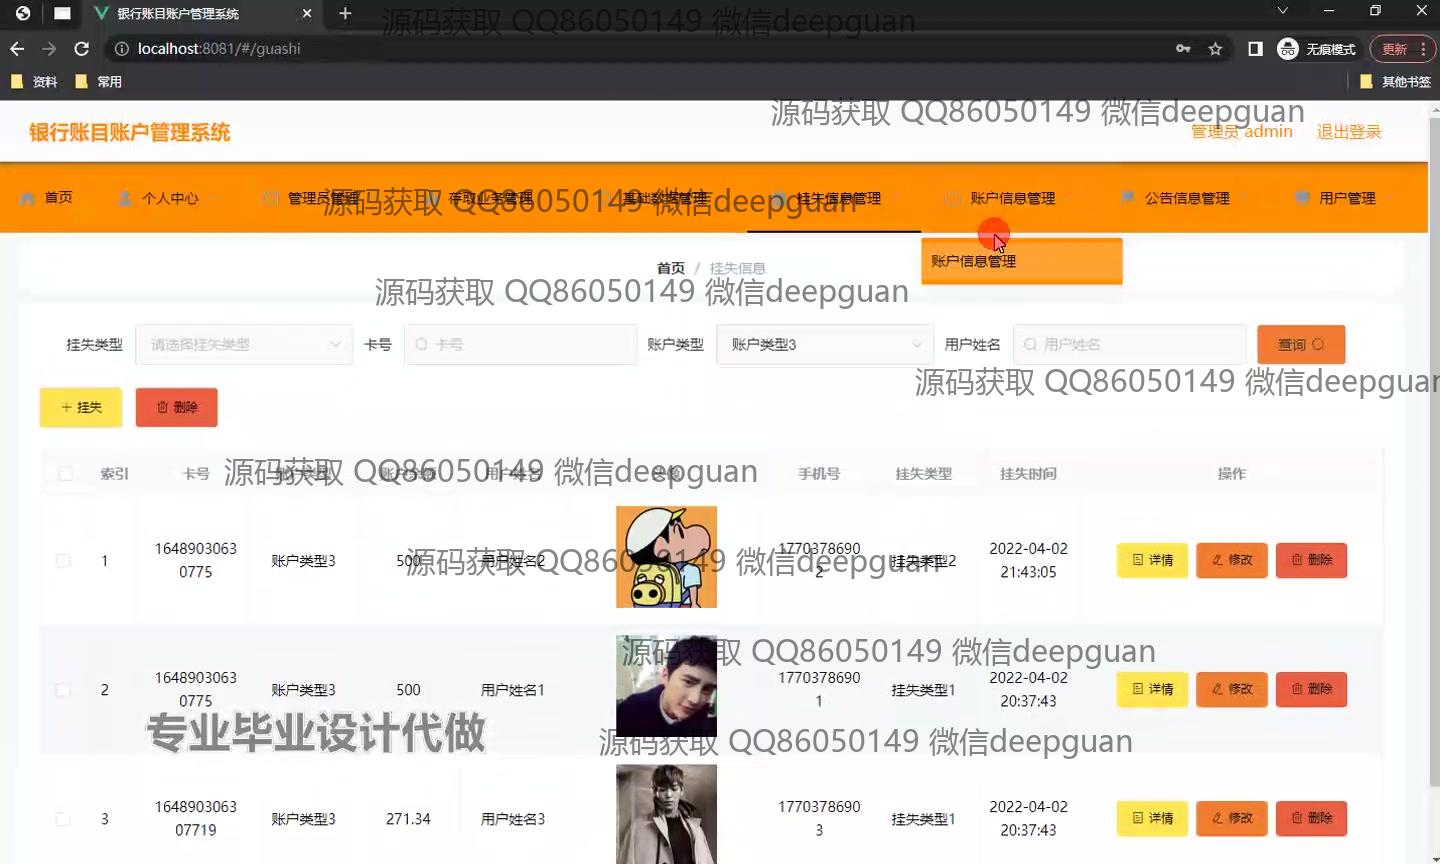 银行账目账户管理系统
源码获取 QQ86050149 微信deepguan
localhost:8081/#/guashi
无痕模式
更新
资料
常用
其他书签
源码获取 QQ86050149 微信deepguan
银行账目账户管理系统
管理员 admin
退出登录
首页
个人中心
管理员管理
存取业务管理
基础数据管理
挂失信息管理
账户信息管理
公告信息管理
用户管理
源码获取 QQ86050149 微信deepguan
账户信息管理
首页 / 挂失信息
源码获取 QQ86050149 微信deepguan
挂失类型
请选择挂失类型
卡号
卡号
账户类型
账户类型3
用户姓名
用户姓名
查询
源码获取 QQ86050149 微信deepguan
+ 挂失
删除
索引
卡号
用户姓名
手机号
挂失类型
挂失时间
操作
源码获取 QQ86050149 微信deepguan
1
1648903063
0775
账户类型3
500
用户姓名2
1770378690
2
挂失类型2
2022-04-02
21:43:05
详情
修改
删除
源码获取 QQ86050149 微信deepguan
源码获取 QQ86050149 微信deepguan
2
1648903063
0775
账户类型3
500
用户姓名1
1770378690
1
挂失类型1
2022-04-02
20:37:43
详情
修改
删除
专业毕业设计代做
源码获取 QQ86050149 微信deepguan
3
1648903063
07719
账户类型3
271.34
用户姓名3
1770378690
3
挂失类型1
2022-04-02
20:37:43
详情
修改
删除